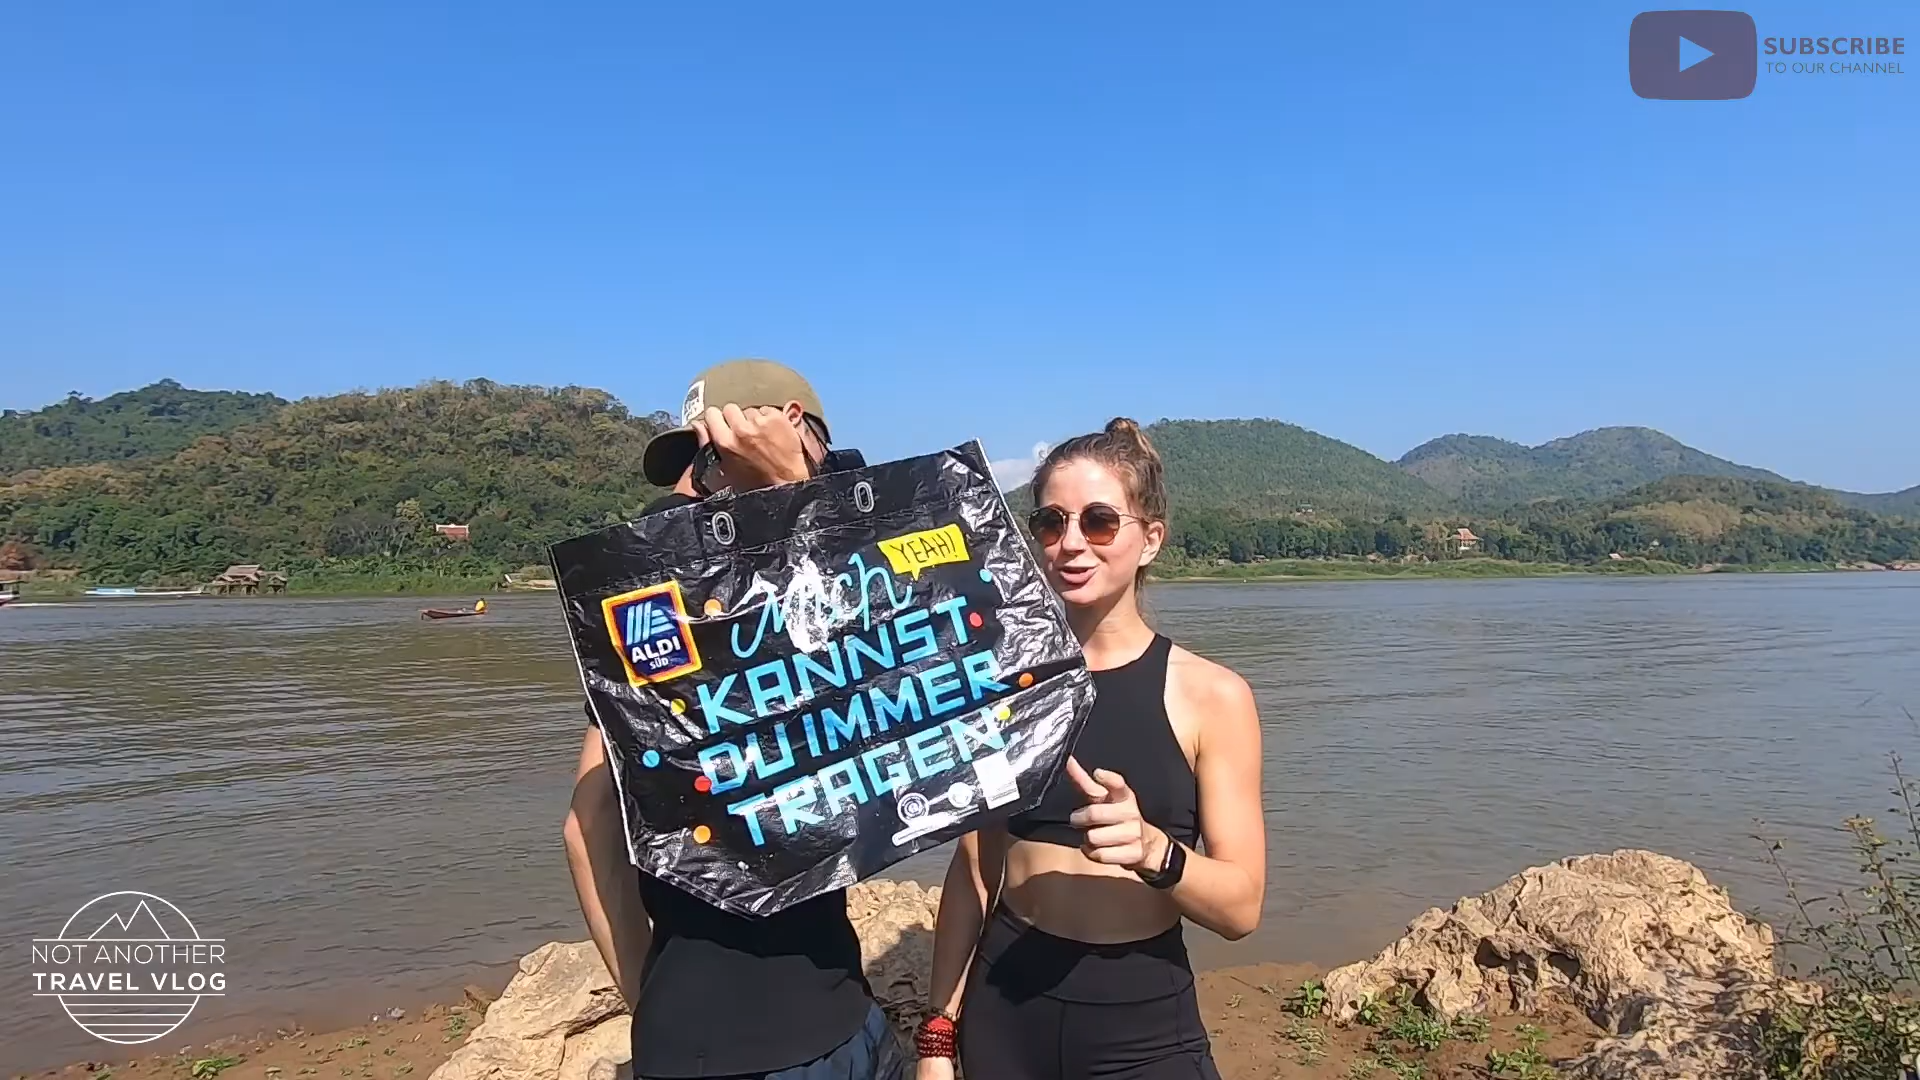 SUBSCRIBE
TO OUR CHANNEL
YEAH!
Mich
KANNST
DU IMMER
TRAGEN.
ALDI
SÜD
NOT ANOTHER
TRAVEL VLOG